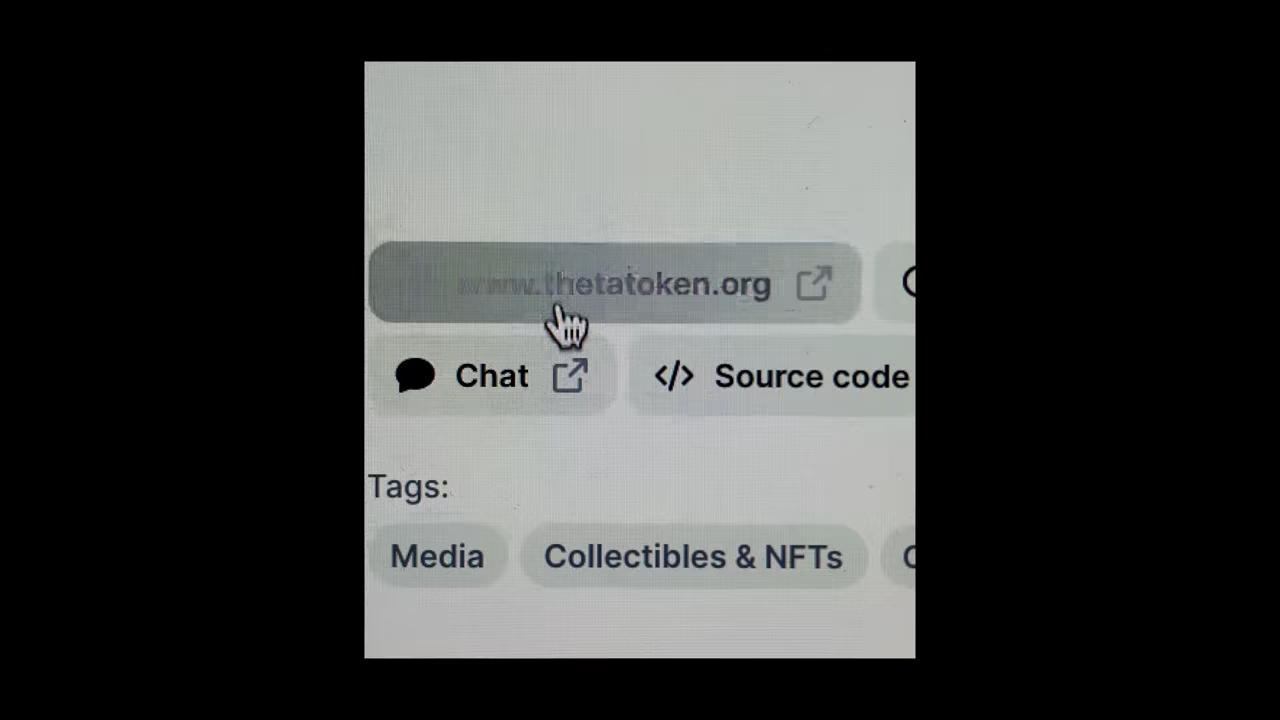 www.thetatoken.org
Chat </> Source code
Tags:
Media Collectibles & NFTs